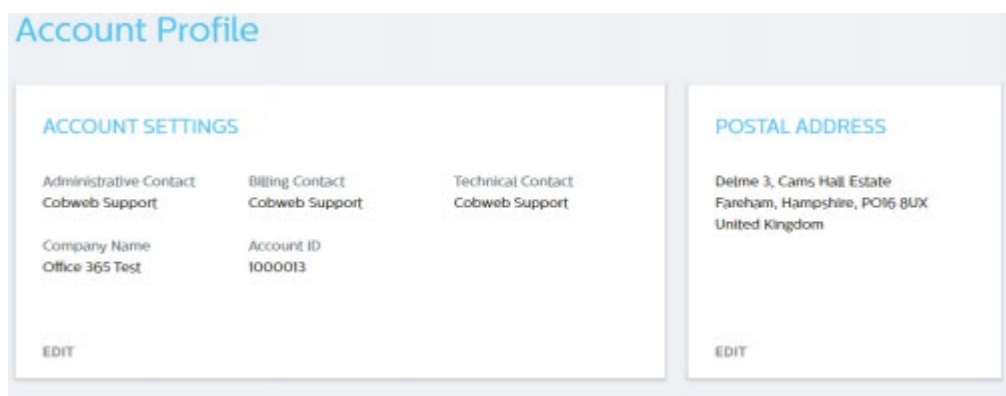 Account Profile
ACCOUNT SETTINGS
Administrative Contact Billing Contact Technical Contact
Cobweb Support Cobweb Support Cobweb Support
Company Name Account ID
Office 365 Test 1000013
EDIT
POSTAL ADDRESS
Delme 3, Cams Hall Estate
Fareham, Hampshire, PO16 8UX
United Kingdom
EDIT